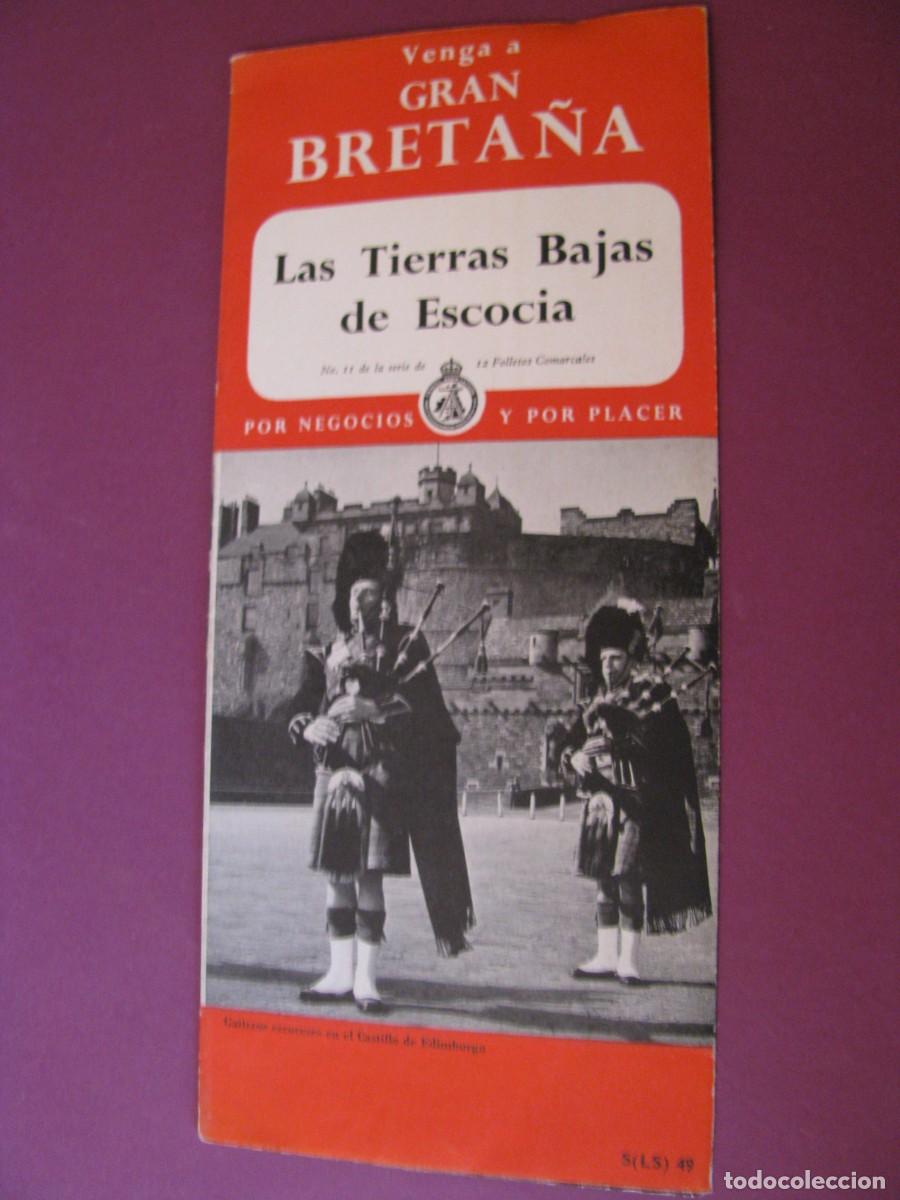 Venga a
GRAN
BRETAÑA
Las Tierras Bajas
de Escocia
No. 11 de la serie de 12 Folletos Comarcales
POR NEGOCIOS Y POR PLACER
Gaiteros escoceses en el Castillo de Edimburgo
S(LS) 49
todocoleccion